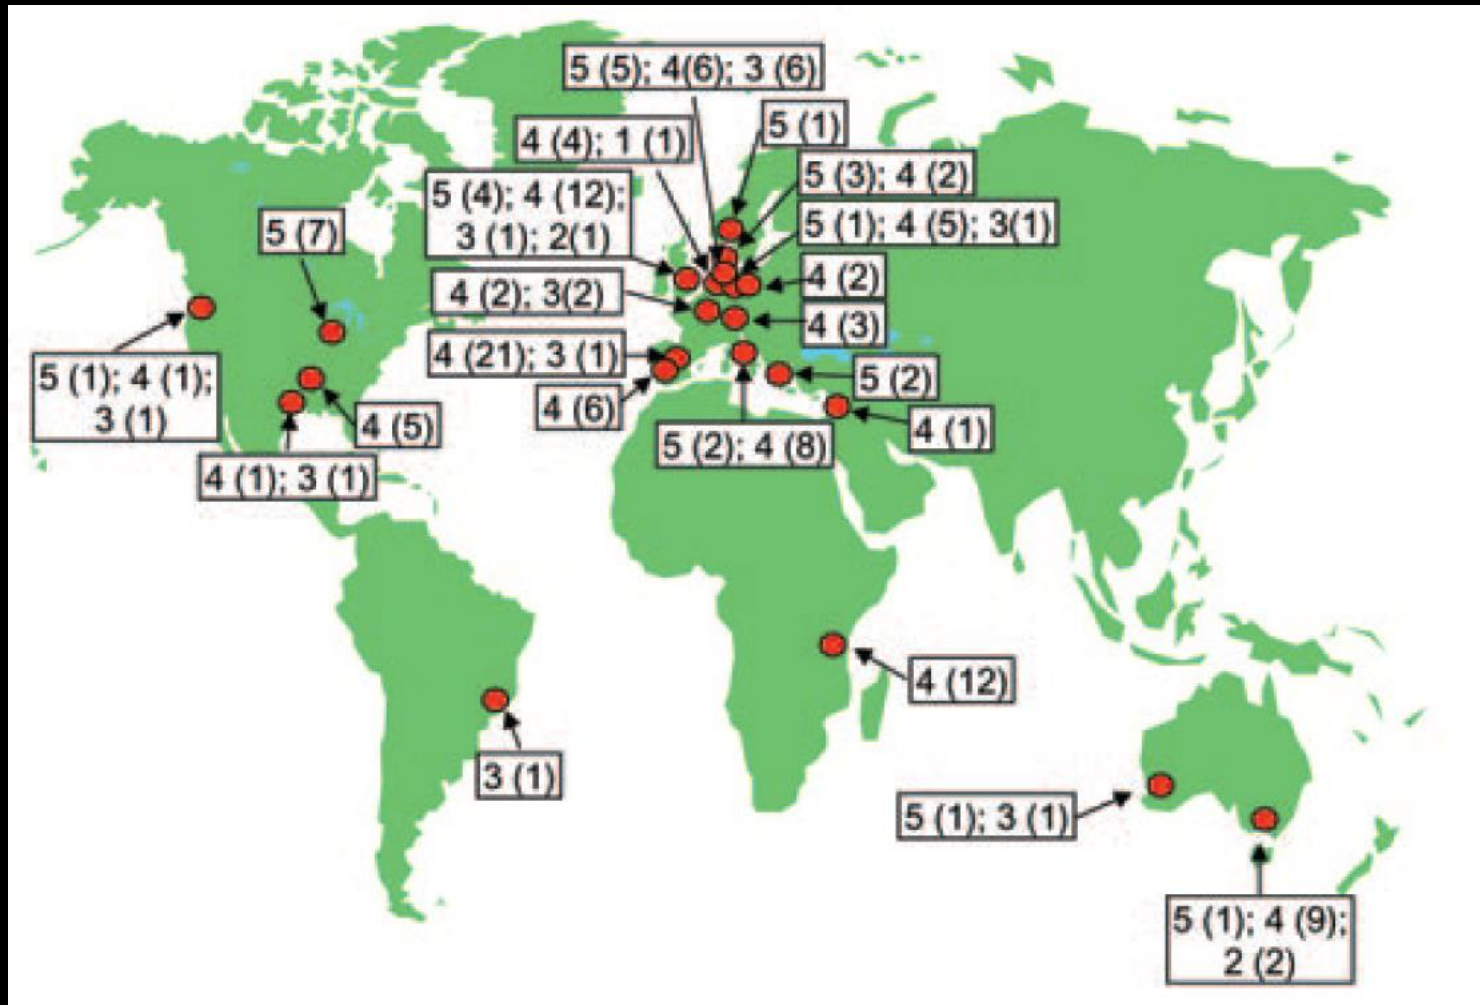 5 (5); 4(6); 3 (6)
5 (1)
4 (4); 1 (1)
5 (3); 4 (2)
5 (4); 4 (12);
3 (1); 2(1)
5 (1); 4 (5); 3(1)
5 (7)
4 (2)
4 (2); 3(2)
4 (3)
4 (21); 3 (1)
5 (2)
5 (1); 4 (1);
3 (1)
4 (6)
4 (5)
4 (1)
5 (2); 4 (8)
4 (1); 3 (1)
4 (12)
3 (1)
5 (1); 3 (1)
5 (1); 4 (9);
2 (2)